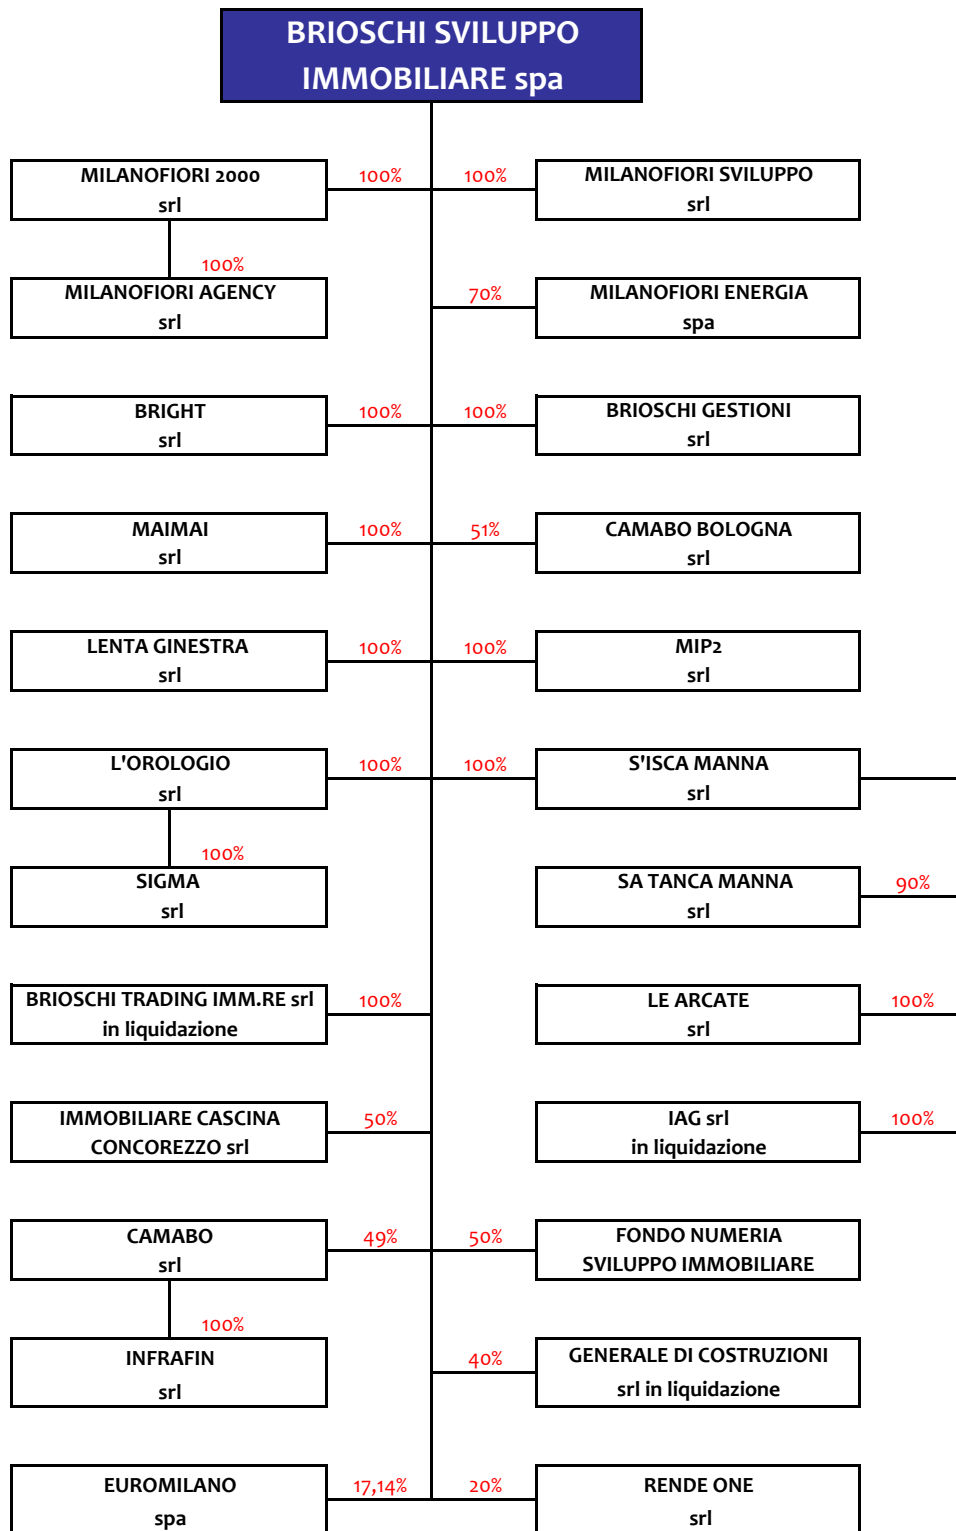 BRIOSCHI SVILUPPO
IMMOBILIARE spa
MILANOFIORI 2000
srl
100%
100%
MILANOFIORI SVILUPPO
srl
100%
MILANOFIORI AGENCY
srl
70%
MILANOFIORI ENERGIA
spa
BRIGHT
srl
100%
100%
BRIOSCHI GESTIONI
srl
MAIMAI
srl
100%
51%
CAMABO BOLOGNA
srl
LENTA GINESTRA
srl
100%
100%
MIP2
srl
L'OROLOGIO
srl
100%
100%
S'ISCA MANNA
srl
100%
SIGMA
srl
SA TANCA MANNA
srl
90%
BRIOSCHI TRADING IMM.RE srl
in liquidazione
100%
LE ARCATE
srl
100%
IMMOBILIARE CASCINA
CONCOREZZO srl
50%
IAG srl
in liquidazione
100%
CAMABO
srl
49%
50%
FONDO NUMERIA
SVILUPPO IMMOBILIARE
100%
INFRAFIN
srl
40%
GENERALE DI COSTRUZIONI
srl in liquidazione
EUROMILANO
spa
17,14%
20%
RENDE ONE
srl